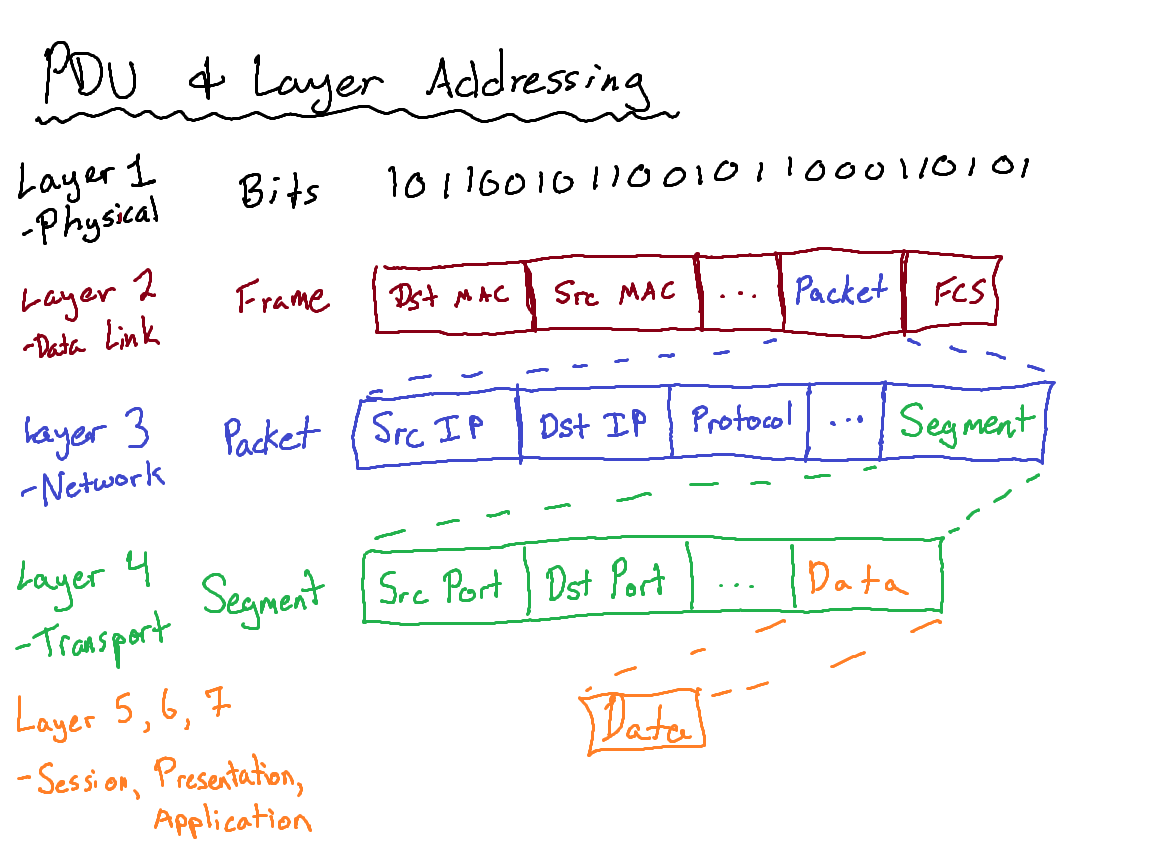 PDU & Layer Addressing
Layer 1
-Physical
Bits
1011001011001011000110101
Layer 2
-Data Link
Frame
Dst MAC Src MAC ... Packet FCS
Layer 3
-Network
Packet
Src IP Dst IP Protocol ... Segment
Layer 4
-Transport
Segment
Src Port Dst Port ... Data
Layer 5, 6, 7
-Session, Presentation,
Application
Data